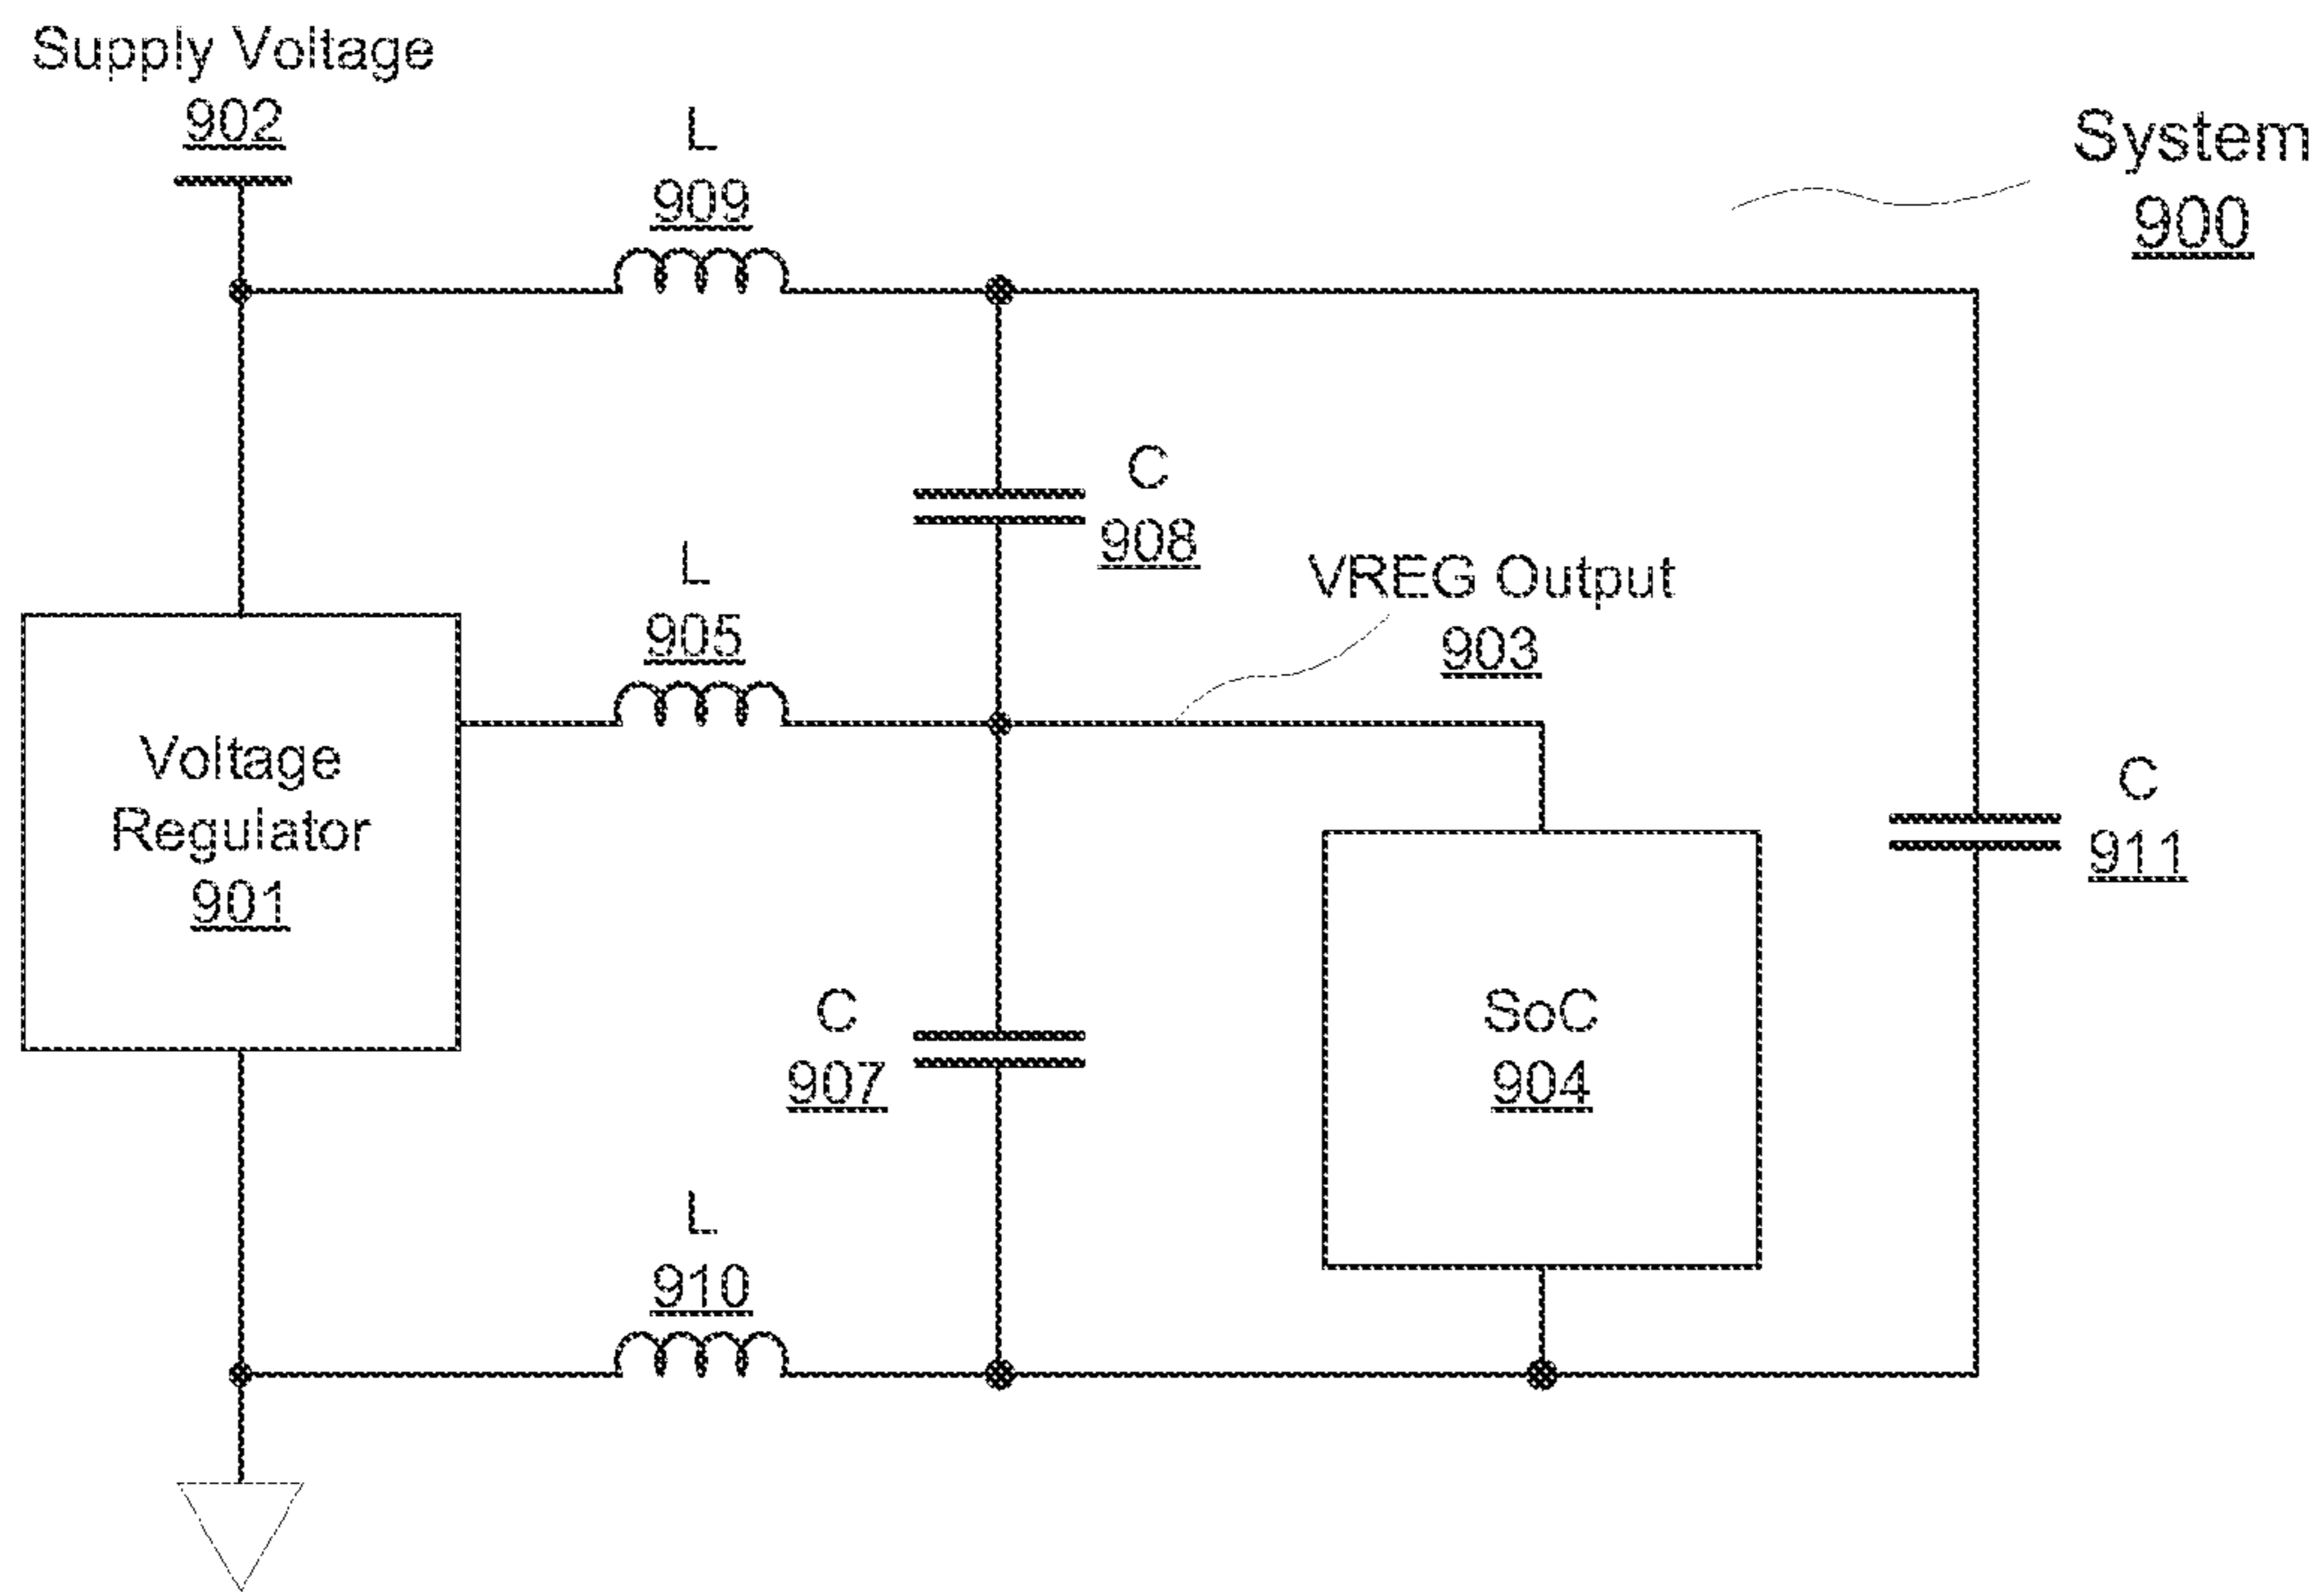 Supply Voltage
902
L
909
System
900
C
908
L
905
VREG Output
903
Voltage
Regulator
901
C
911
C
907
SoC
904
L
910